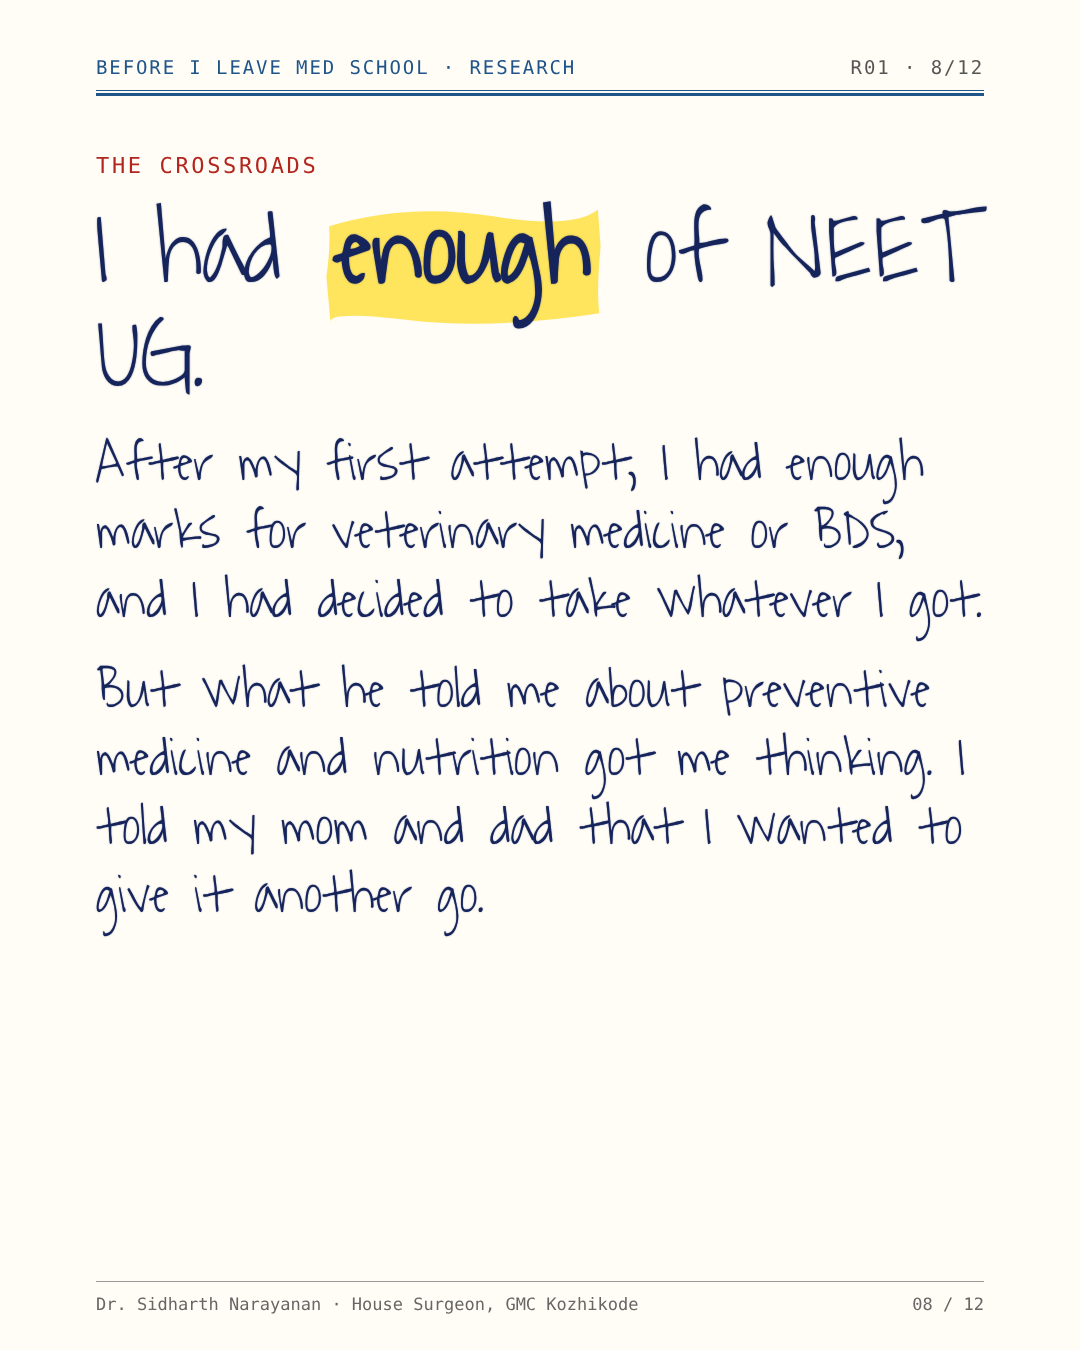 BEFORE I LEAVE MED SCHOOL · RESEARCH R01 · 8/12
THE CROSSROADS
I had enough of NEET
UG.
After my first attempt, I had enough
marks for veterinary medicine or BDS,
and I had decided to take whatever I got.
But what he told me about preventive
medicine and nutrition got me thinking. I
told my mom and dad that I wanted to
give it another go.
Dr. Sidharth Narayanan · House Surgeon, GMC Kozhikode 08 / 12